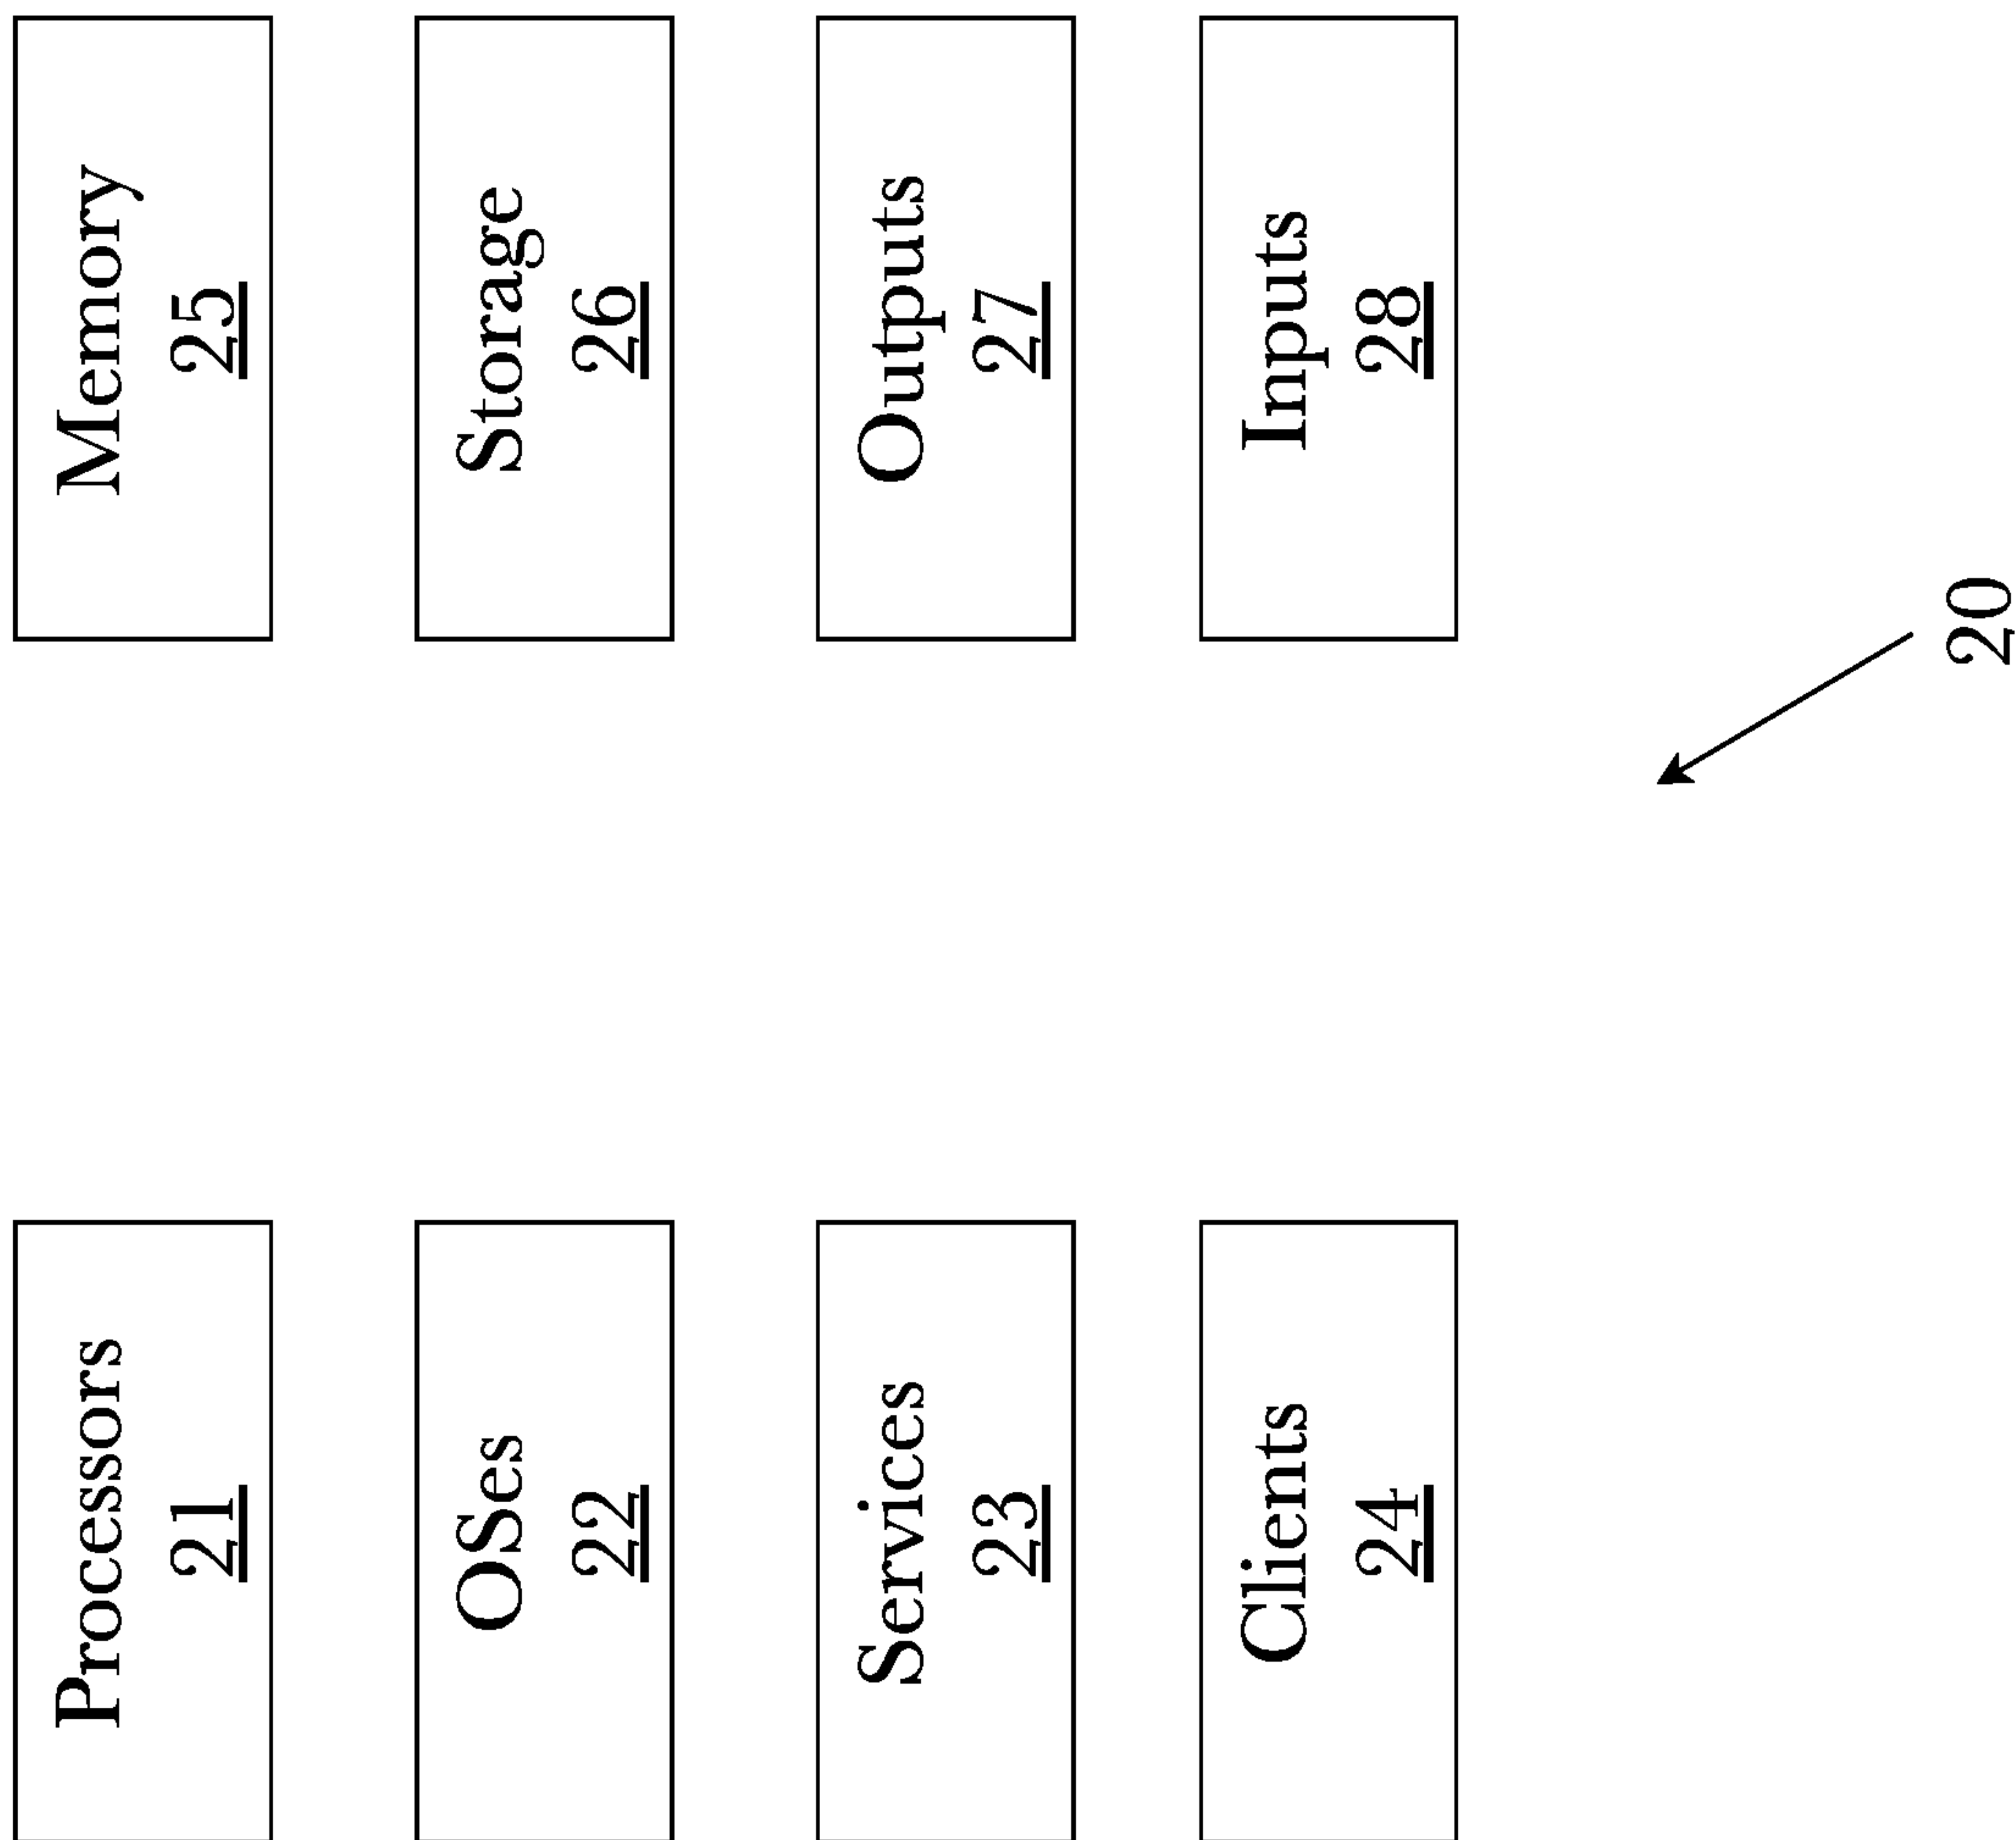 Processors
21
Memory
25
OSes
22
Storage
26
Services
23
Outputs
27
Clients
24
Inputs
28
20